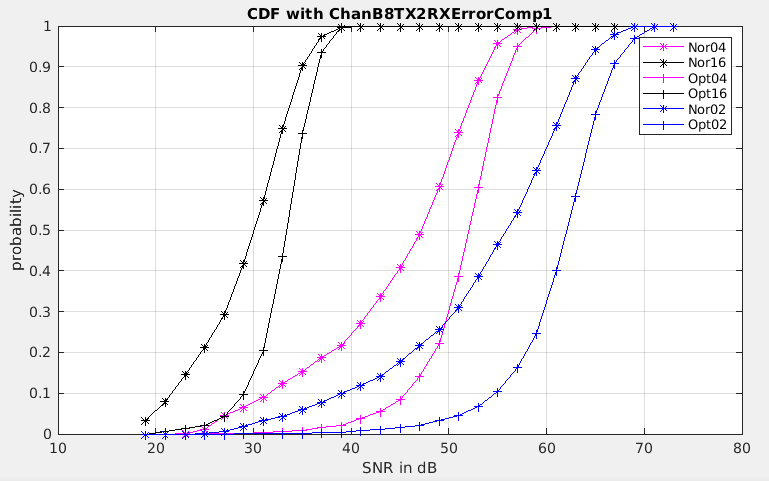 CDF with ChanB8TX2RXErrorComp1
1
0.9
0.8
0.7
0.6
0.5
0.4
0.3
0.2
0.1
0
probability
Nor04
Nor16
Opt04
Opt16
Nor02
Opt02
10 20 30 40 50 60 70 80
SNR in dB